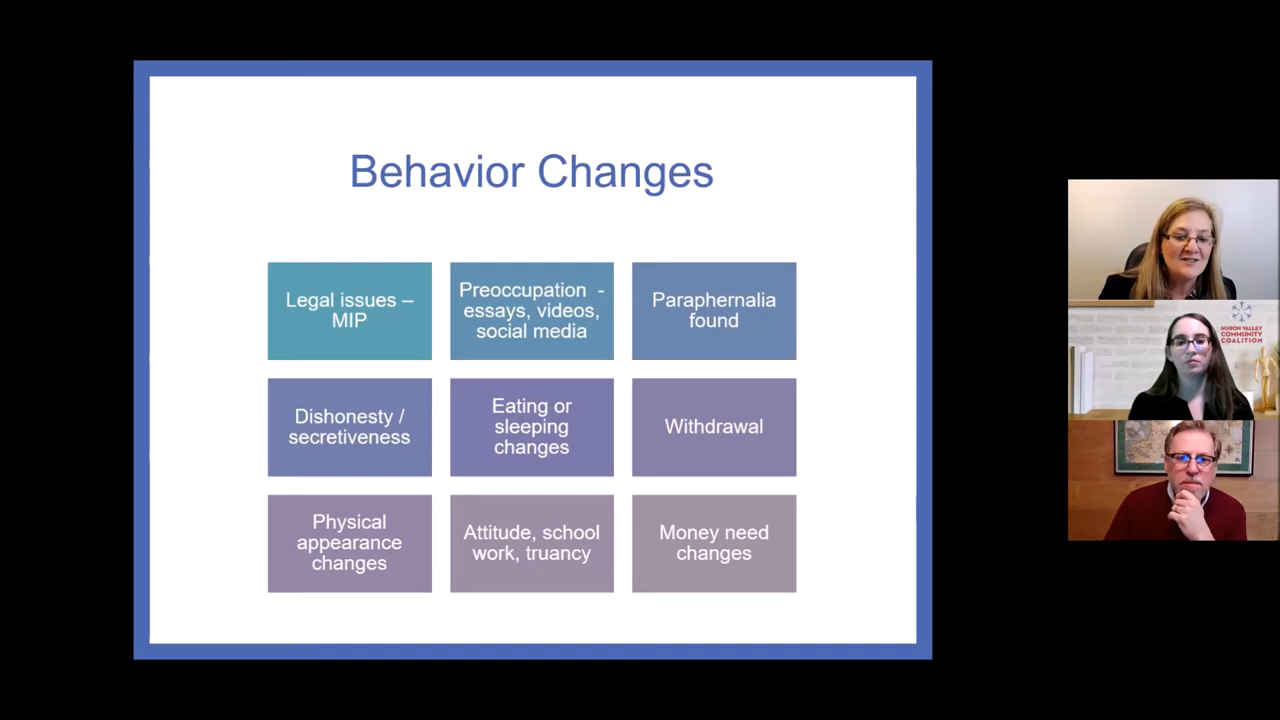 Behavior Changes
Legal issues –
MIP
Preoccupation -
essays, videos,
social media
Paraphernalia
found
Dishonesty /
secretiveness
Eating or
sleeping
changes
Withdrawal
Physical
appearance
changes
Attitude, school
work, truancy
Money need
changes
HURON VALLEY
COMMUNITY
COALITION